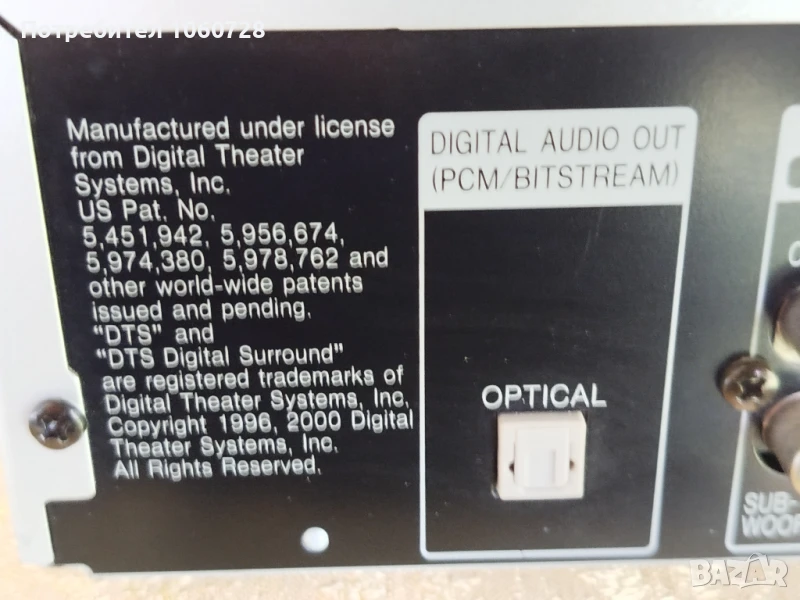 Потребител 1060728
Manufactured under license
from Digital Theater
Systems, Inc.
US Pat. No.
5,451,942, 5,956,674,
5,974,380, 5,978,762 and
other world-wide patents
issued and pending.
"DTS" and
"DTS Digital Surround"
are registered trademarks of
Digital Theater Systems, Inc.
Copyright 1996, 2000 Digital
Theater Systems, Inc.
All Rights Reserved.
DIGITAL AUDIO OUT
(PCM/BITSTREAM)
OPTICAL
SUB-
BAZAR